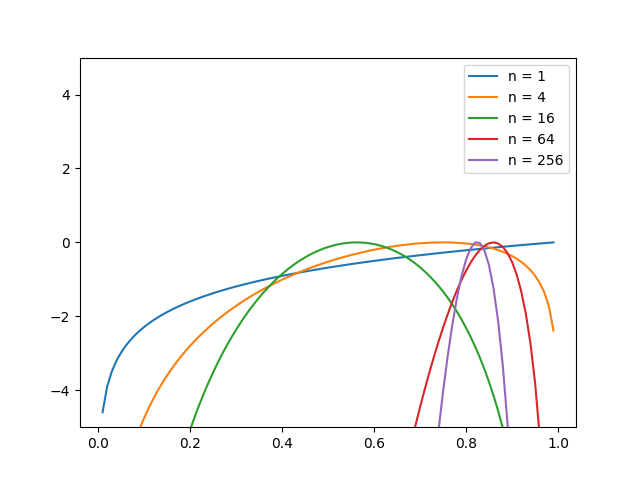 4
2
0
−2
−4
0.0 0.2 0.4 0.6 0.8 1.0
n = 1
n = 4
n = 16
n = 64
n = 256